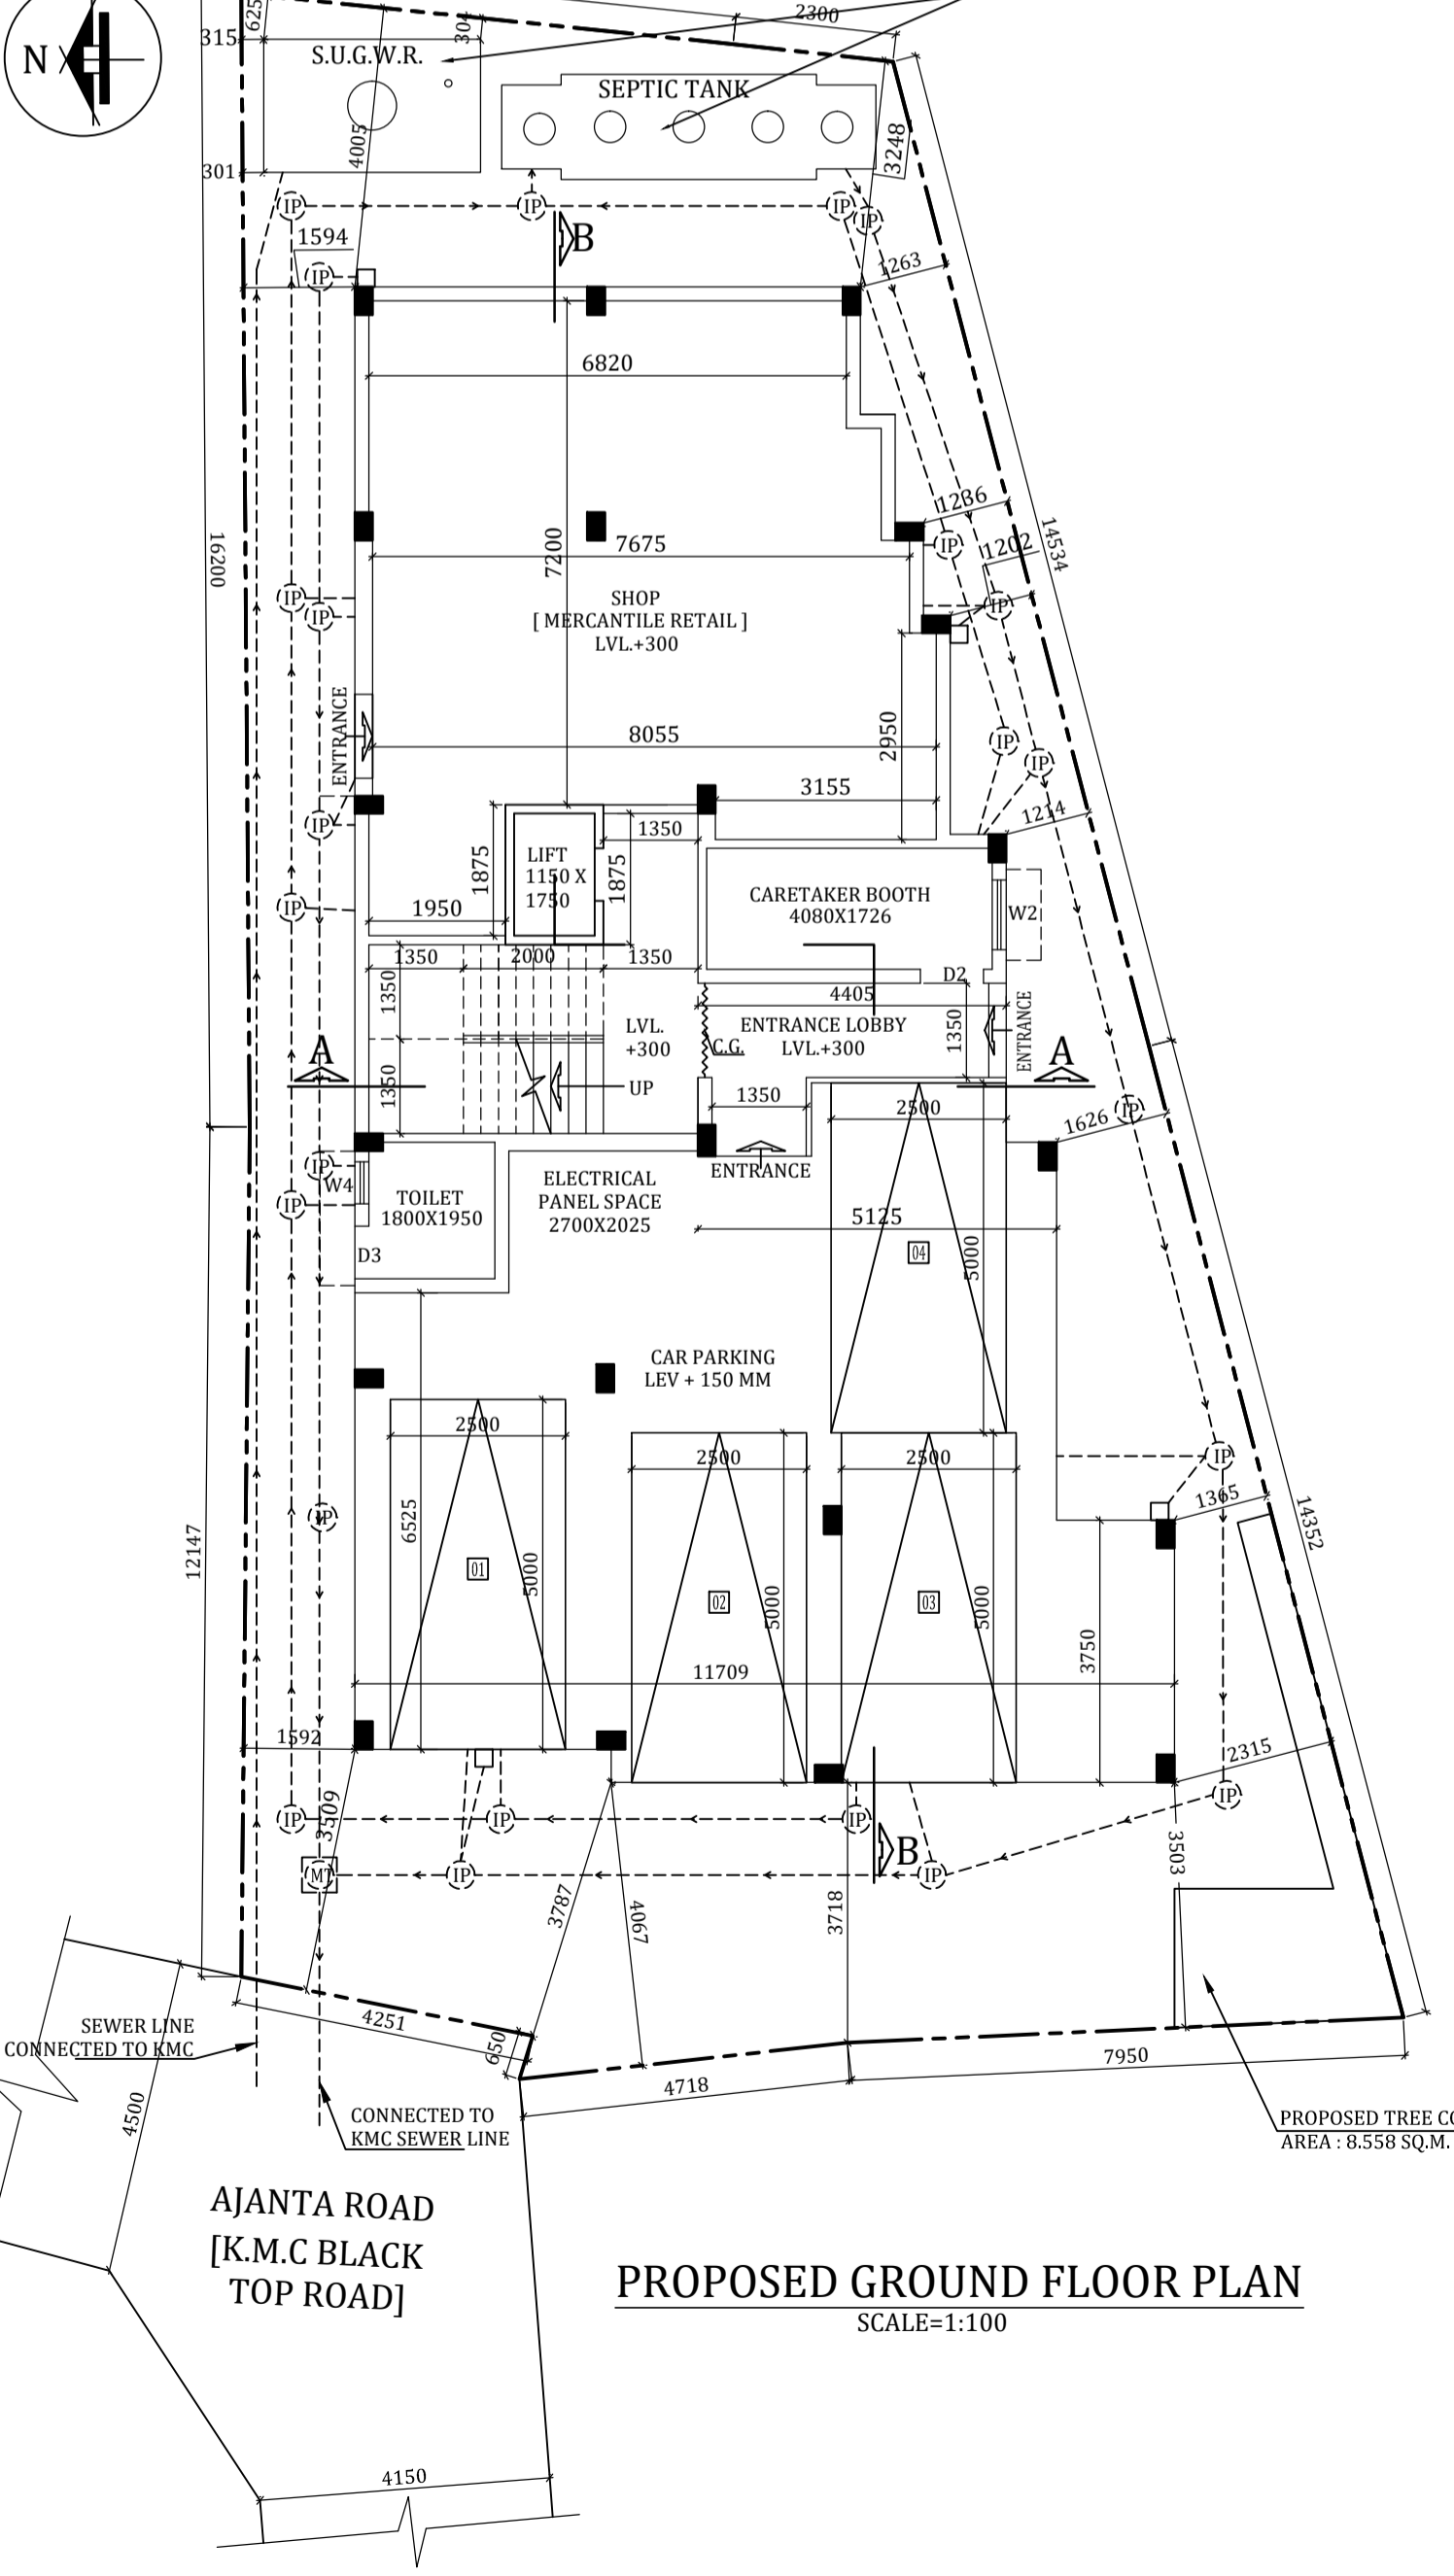 2300
625
304
315
S.U.G.W.R.
N
SEPTIC TANK
4005
3248
301
IP
IP
IP
IP
B
1594
1263
IP
6820
1236
IP
1202
14534
7200
7675
16200
IP
IP
IP
SHOP
[ MERCANTILE RETAIL ]
LVL.+300
ENTRANCE
8055
2950
IP
IP
3155
1214
IP
1350
LIFT
1150 X
1750
1875
1875
CARETAKER BOOTH
4080X1726
1950
IP
W2
1350
2000
1350
D2
4405
1350
1350
ENTRANCE LOBBY
LVL.+300
LVL.
+300
C.G.
1350
ENTRANCE
A
A
1350
UP
2500
1626
IP
IP
W4
ENTRANCE
ELECTRICAL
PANEL SPACE
2700X2025
TOILET
1800X1950
IP
5125
04
5000
D3
CAR PARKING
LEV + 150 MM
2500
2500
2500
IP
1365
14352
6525
12147
IP
01
5000
02
5000
03
5000
3750
11709
1592
2315
IP
3509
IP
IP
IP
B
3503
MT
IP
IP
3787
4067
3718
SEWER LINE
CONNECTED TO KMC
4251
650
7950
4718
4500
CONNECTED TO
KMC SEWER LINE
PROPOSED TREE
AREA : 8.558 SQ.M.
AJANTA ROAD
[K.M.C BLACK
TOP ROAD]
PROPOSED GROUND FLOOR PLAN
SCALE=1:100
4150